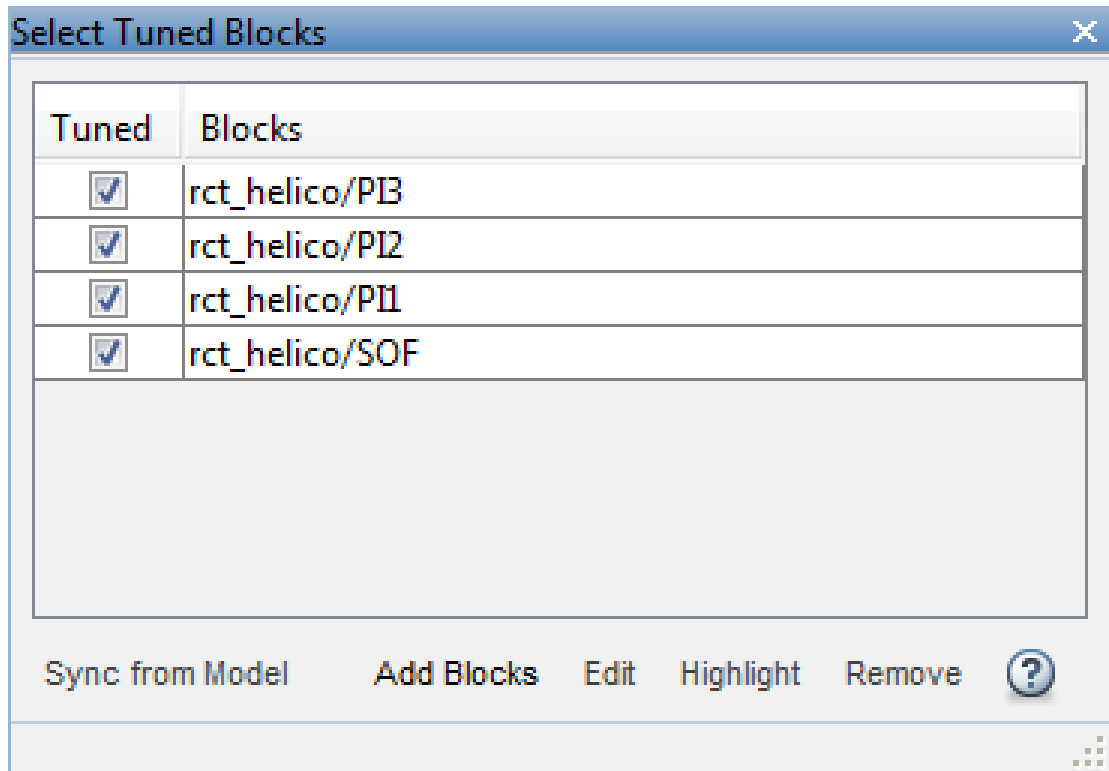 Select Tuned Blocks
Tuned Blocks
rct_helico/PI3
rct_helico/PI2
rct_helico/PI1
rct_helico/SOF
Sync from Model Add Blocks Edit Highlight Remove ?